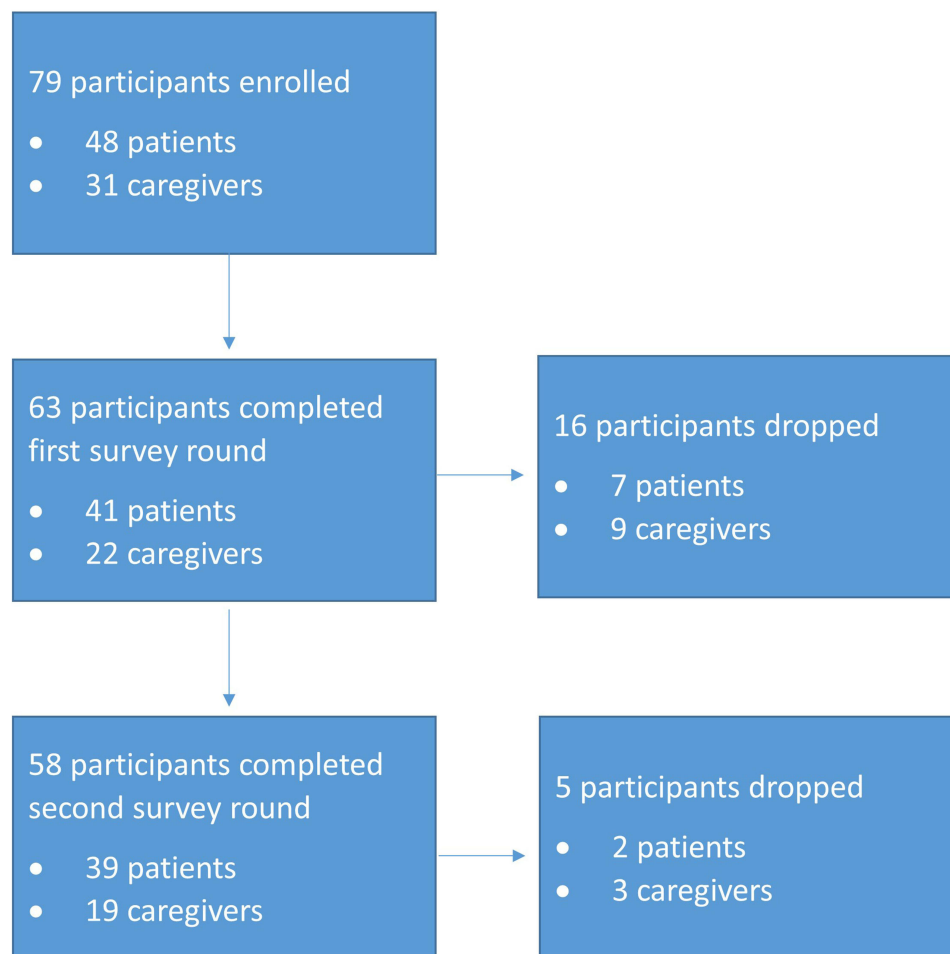 79 participants enrolled
• 48 patients
• 31 caregivers
63 participants completed
first survey round
• 41 patients
• 22 caregivers
16 participants dropped
• 7 patients
• 9 caregivers
58 participants completed
second survey round
• 39 patients
• 19 caregivers
5 participants dropped
• 2 patients
• 3 caregivers